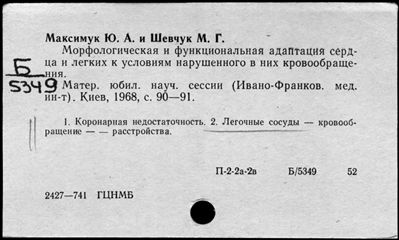 Максимук Ю. А. и Шевчук М. Г.
Морфологическая и функциональная адаптация серд-
ца и легких к условиям нарушенного в них кровообраще-
ния.
Б
5349
Матер. юбил. науч. сессии (Ивано-Франков. мед.
ин-т). Киев, 1968, с. 90—91.
1. Коронарная недостаточность. 2. Легочные сосуды — кровооб-
ращение — — расстройства.
П-2-2а-2в Б/5349 52
2427—741 ГЦНМБ